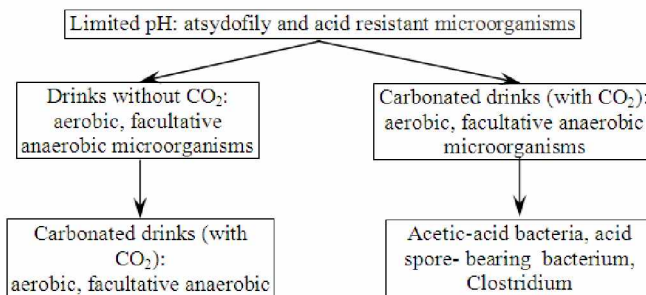 Limited pH: atsydofily and acid resistant microorganisms
Drinks without CO₂:
aerobic, facultative
anaerobic microorganisms
Carbonated drinks (with CO₂):
aerobic, facultative anaerobic
microorganisms
Carbonated drinks (with
CO₂):
aerobic, facultative anaerobic
Acetic-acid bacteria, acid
spore- bearing bacterium,
Clostridium